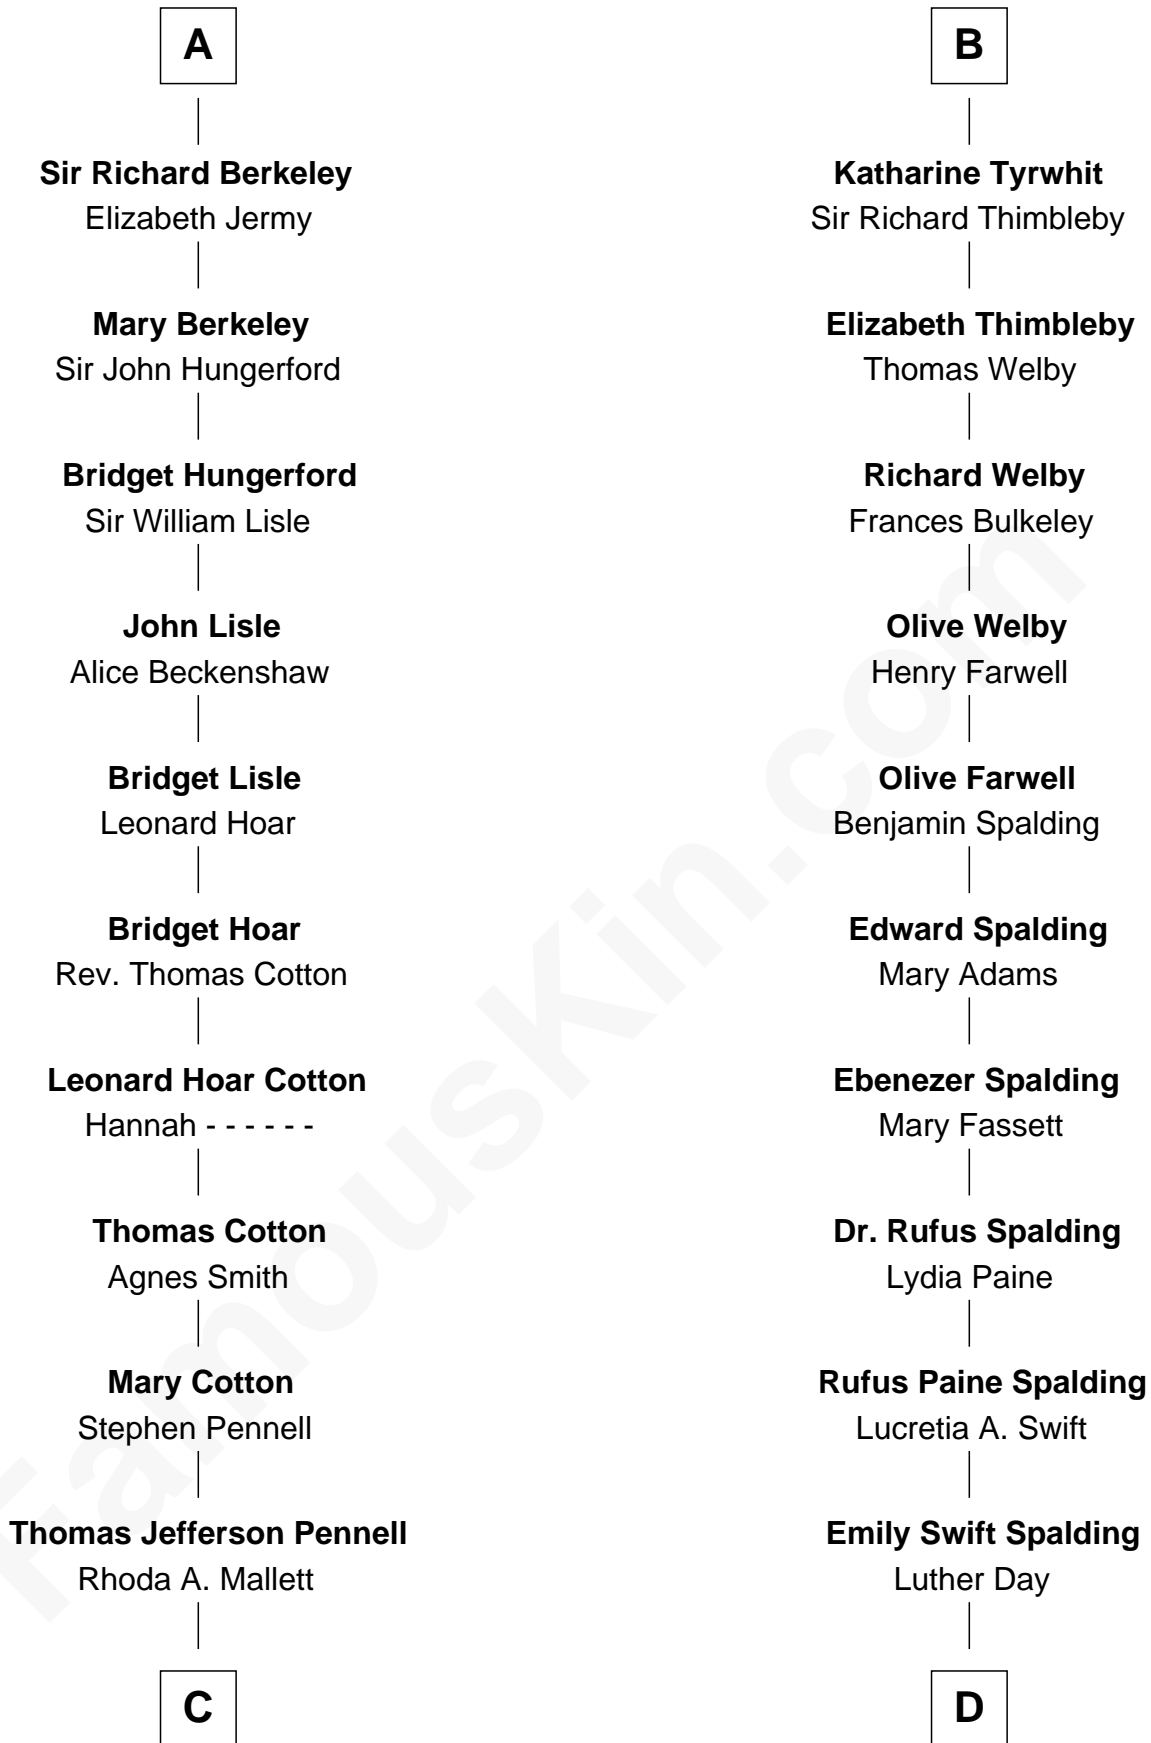 A
Sir Richard Berkeley
Elizabeth Jermy
Mary Berkeley
Sir John Hungerford
Bridget Hungerford
Sir William Lisle
John Lisle
Alice Beckenshaw
Bridget Lisle
Leonard Hoar
Bridget Hoar
Rev. Thomas Cotton
Leonard Hoar Cotton
Hannah - - - - - -
Thomas Cotton
Agnes Smith
Mary Cotton
Stephen Pennell
Thomas Jefferson Pennell
Rhoda A. Mallett
C
B
Katharine Tyrwhit
Sir Richard Thimbleby
Elizabeth Thimbleby
Thomas Welby
Richard Welby
Frances Bulkeley
Olive Welby
Henry Farwell
Olive Farwell
Benjamin Spalding
Edward Spalding
Mary Adams
Ebenezer Spalding
Mary Fassett
Dr. Rufus Spalding
Lydia Paine
Rufus Paine Spalding
Lucretia A. Swift
Emily Swift Spalding
Luther Day
D
FamousKin.com